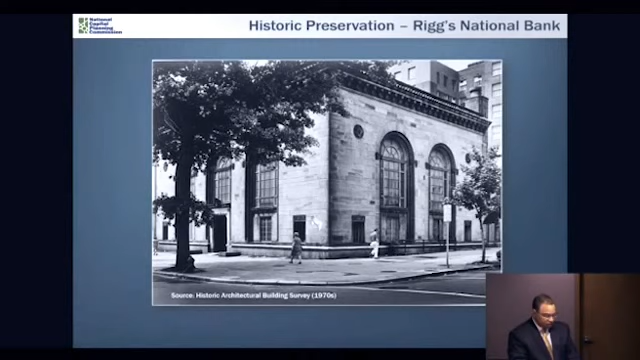 National
Capital
Planning
Commission
Historic Preservation – Rigg's National Bank
Source: Historic Architectural Building Survey (1970s)